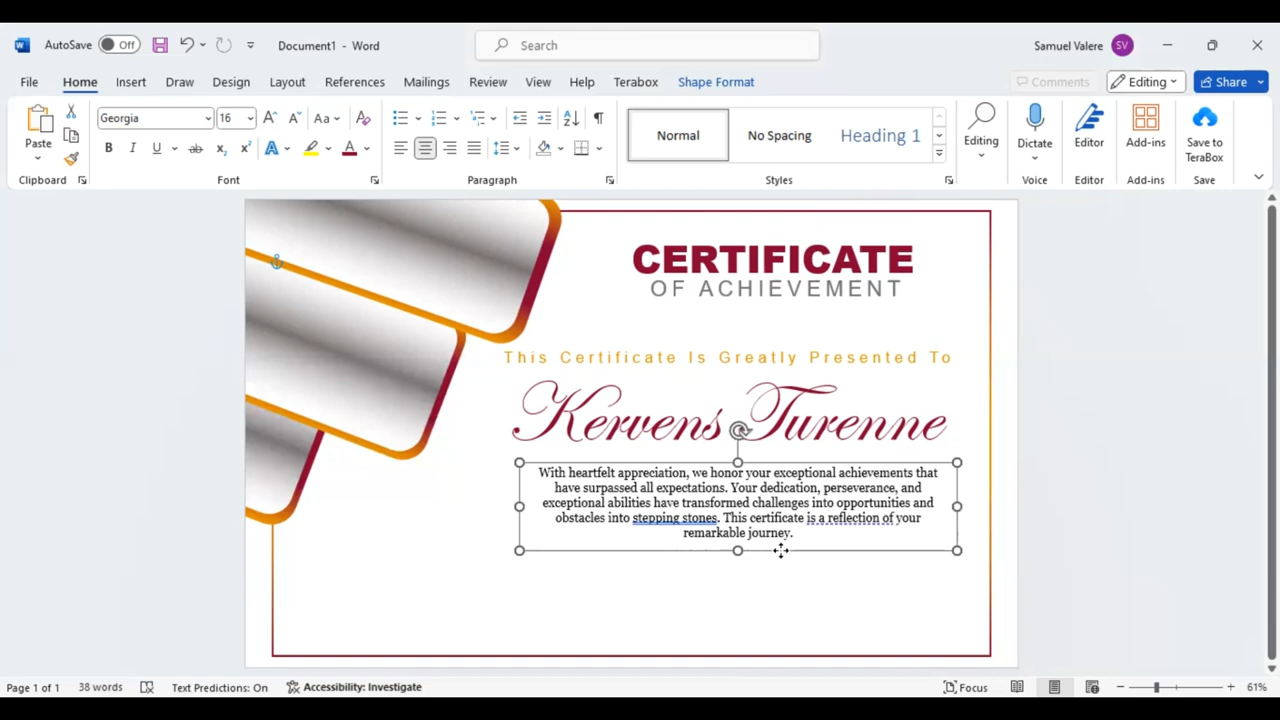 AutoSave Off Document1 - Word Search Samuel Valere SV
File Home Insert Draw Design Layout References Mailings Review View Help Terabox Shape Format Comments Editing Share
Georgia 16 Aa
Paste B I U ab x₂ x² A A Normal No Spacing Heading 1 Editing Dictate Editor Add-ins Save to TeraBox
Clipboard Font Paragraph Styles Voice Editor Add-ins Save
CERTIFICATE
OF ACHIEVEMENT
This Certificate Is Greatly Presented To
Kervens Turenne
With heartfelt appreciation, we honor your exceptional achievements that
have surpassed all expectations. Your dedication, perseverance, and
exceptional abilities have transformed challenges into opportunities and
obstacles into stepping stones. This certificate is a reflection of your
remarkable journey.
Page 1 of 1 38 words Text Predictions: On Accessibility: Investigate Focus 61%